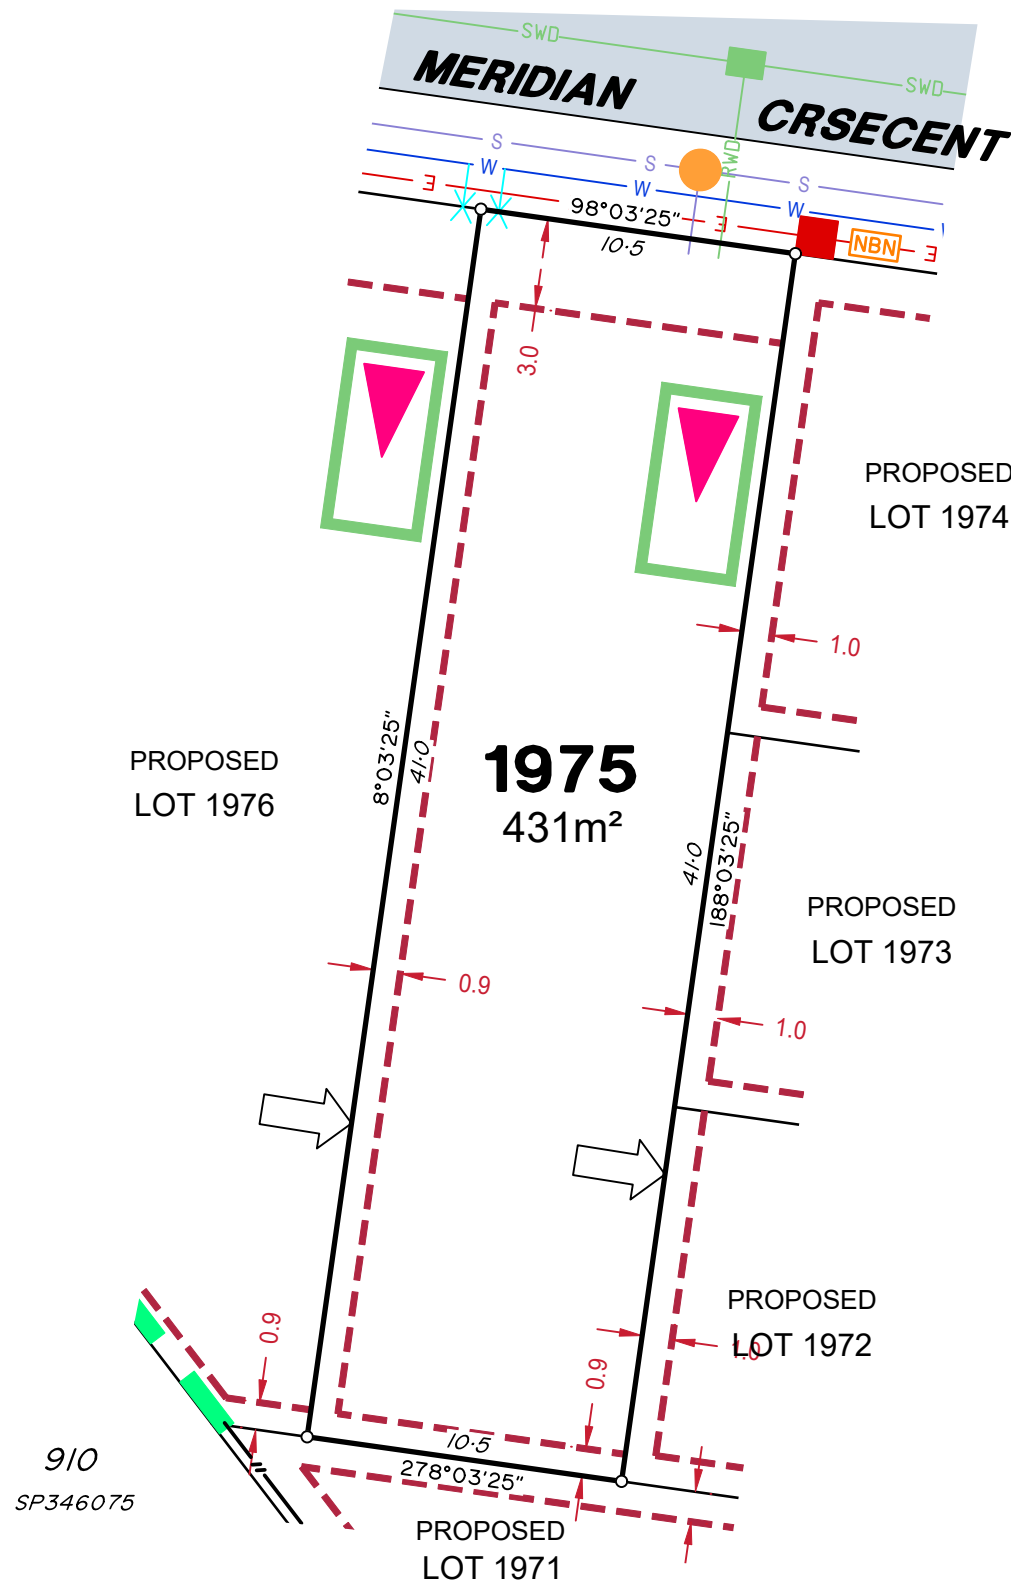 SWD
SWD
MERIDIAN CRSECENT
RWD
S
S
S
W
W
W
E
E
E
NBN
98°03'25"
10·5
3.0
PROPOSED
LOT 1974
1.0
8°03'25"
41·0
1975
431m²
PROPOSED
LOT 1976
41·0
188°03'25"
PROPOSED
LOT 1973
0.9
1.0
PROPOSED
LOT 1972
1.0
0.9
0.9
10·5
278°03'25"
910
SP346075
PROPOSED
LOT 1971